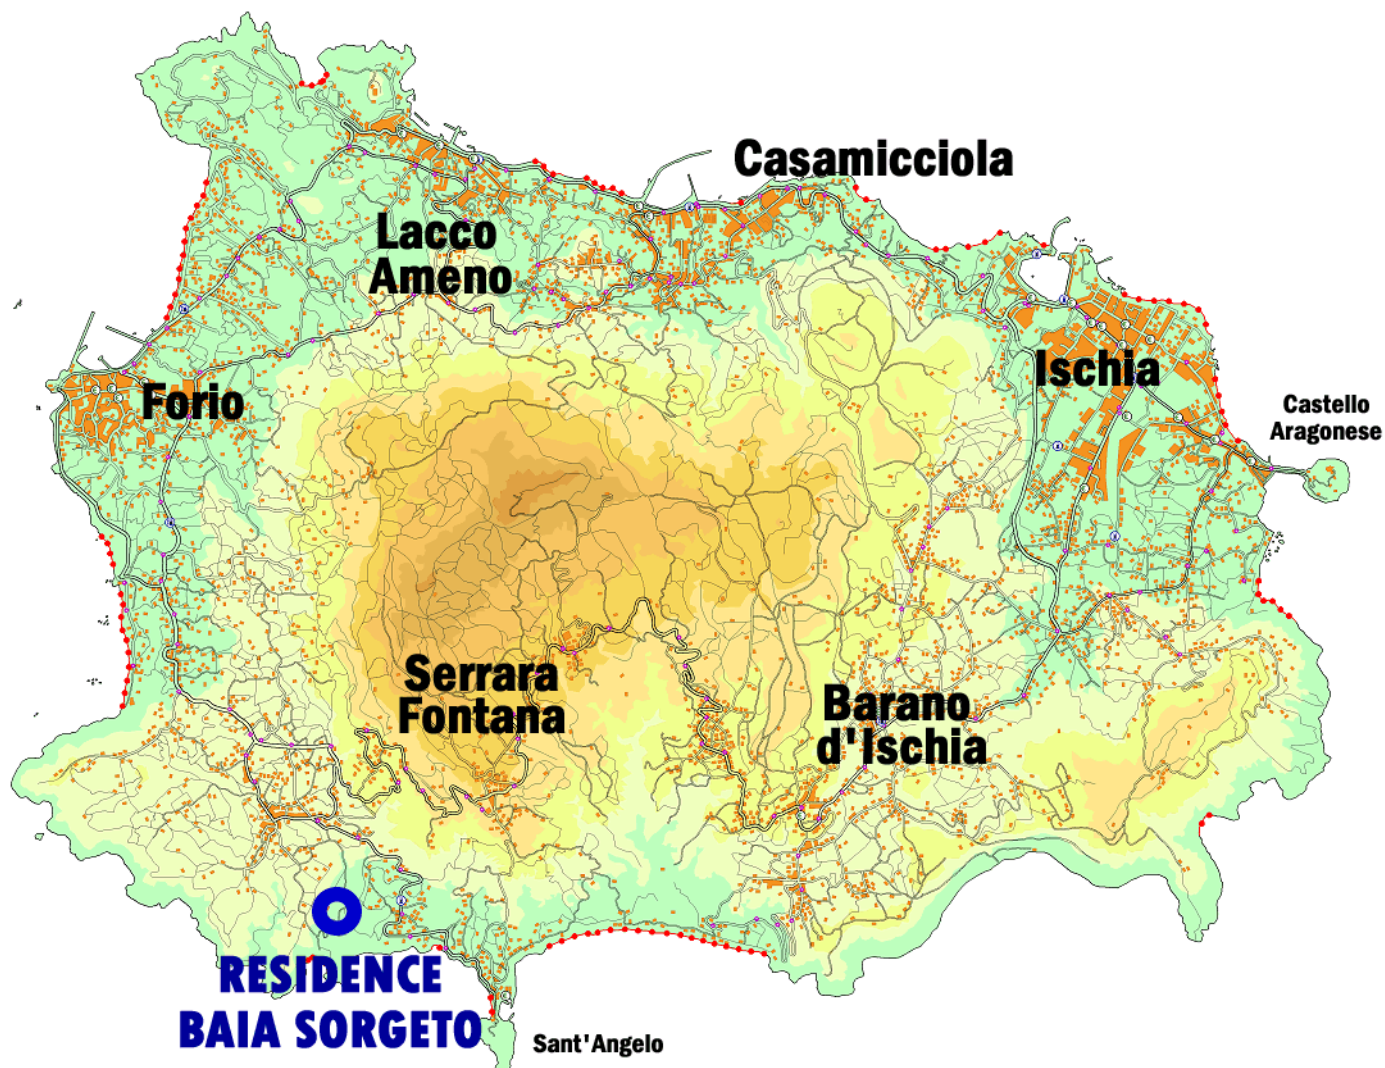 Casamicciola
Lacco
Ameno
Ischia
Forio
Castello
Aragonese
Serrara
Fontana
Barano
d'Ischia
RESIDENCE
BAIA SORGETO
Sant'Angelo